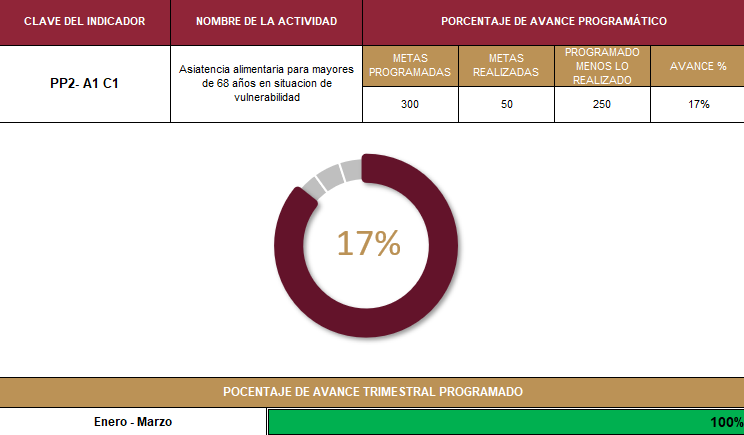 CLAVE DEL INDICADOR
NOMBRE DE LA ACTIVIDAD
PORCENTAJE DE AVANCE PROGRAMÁTICO
PP2- A1 C1
Asiatencia alimentaria para mayores
de 68 años en situacion de
vulnerabilidad
METAS
PROGRAMADAS
METAS
REALIZADAS
PROGRAMADO
MENOS LO
REALIZADO
AVANCE %
300
50
250
17%
17%
POCENTAJE DE AVANCE TRIMESTRAL PROGRAMADO
Enero - Marzo
100%